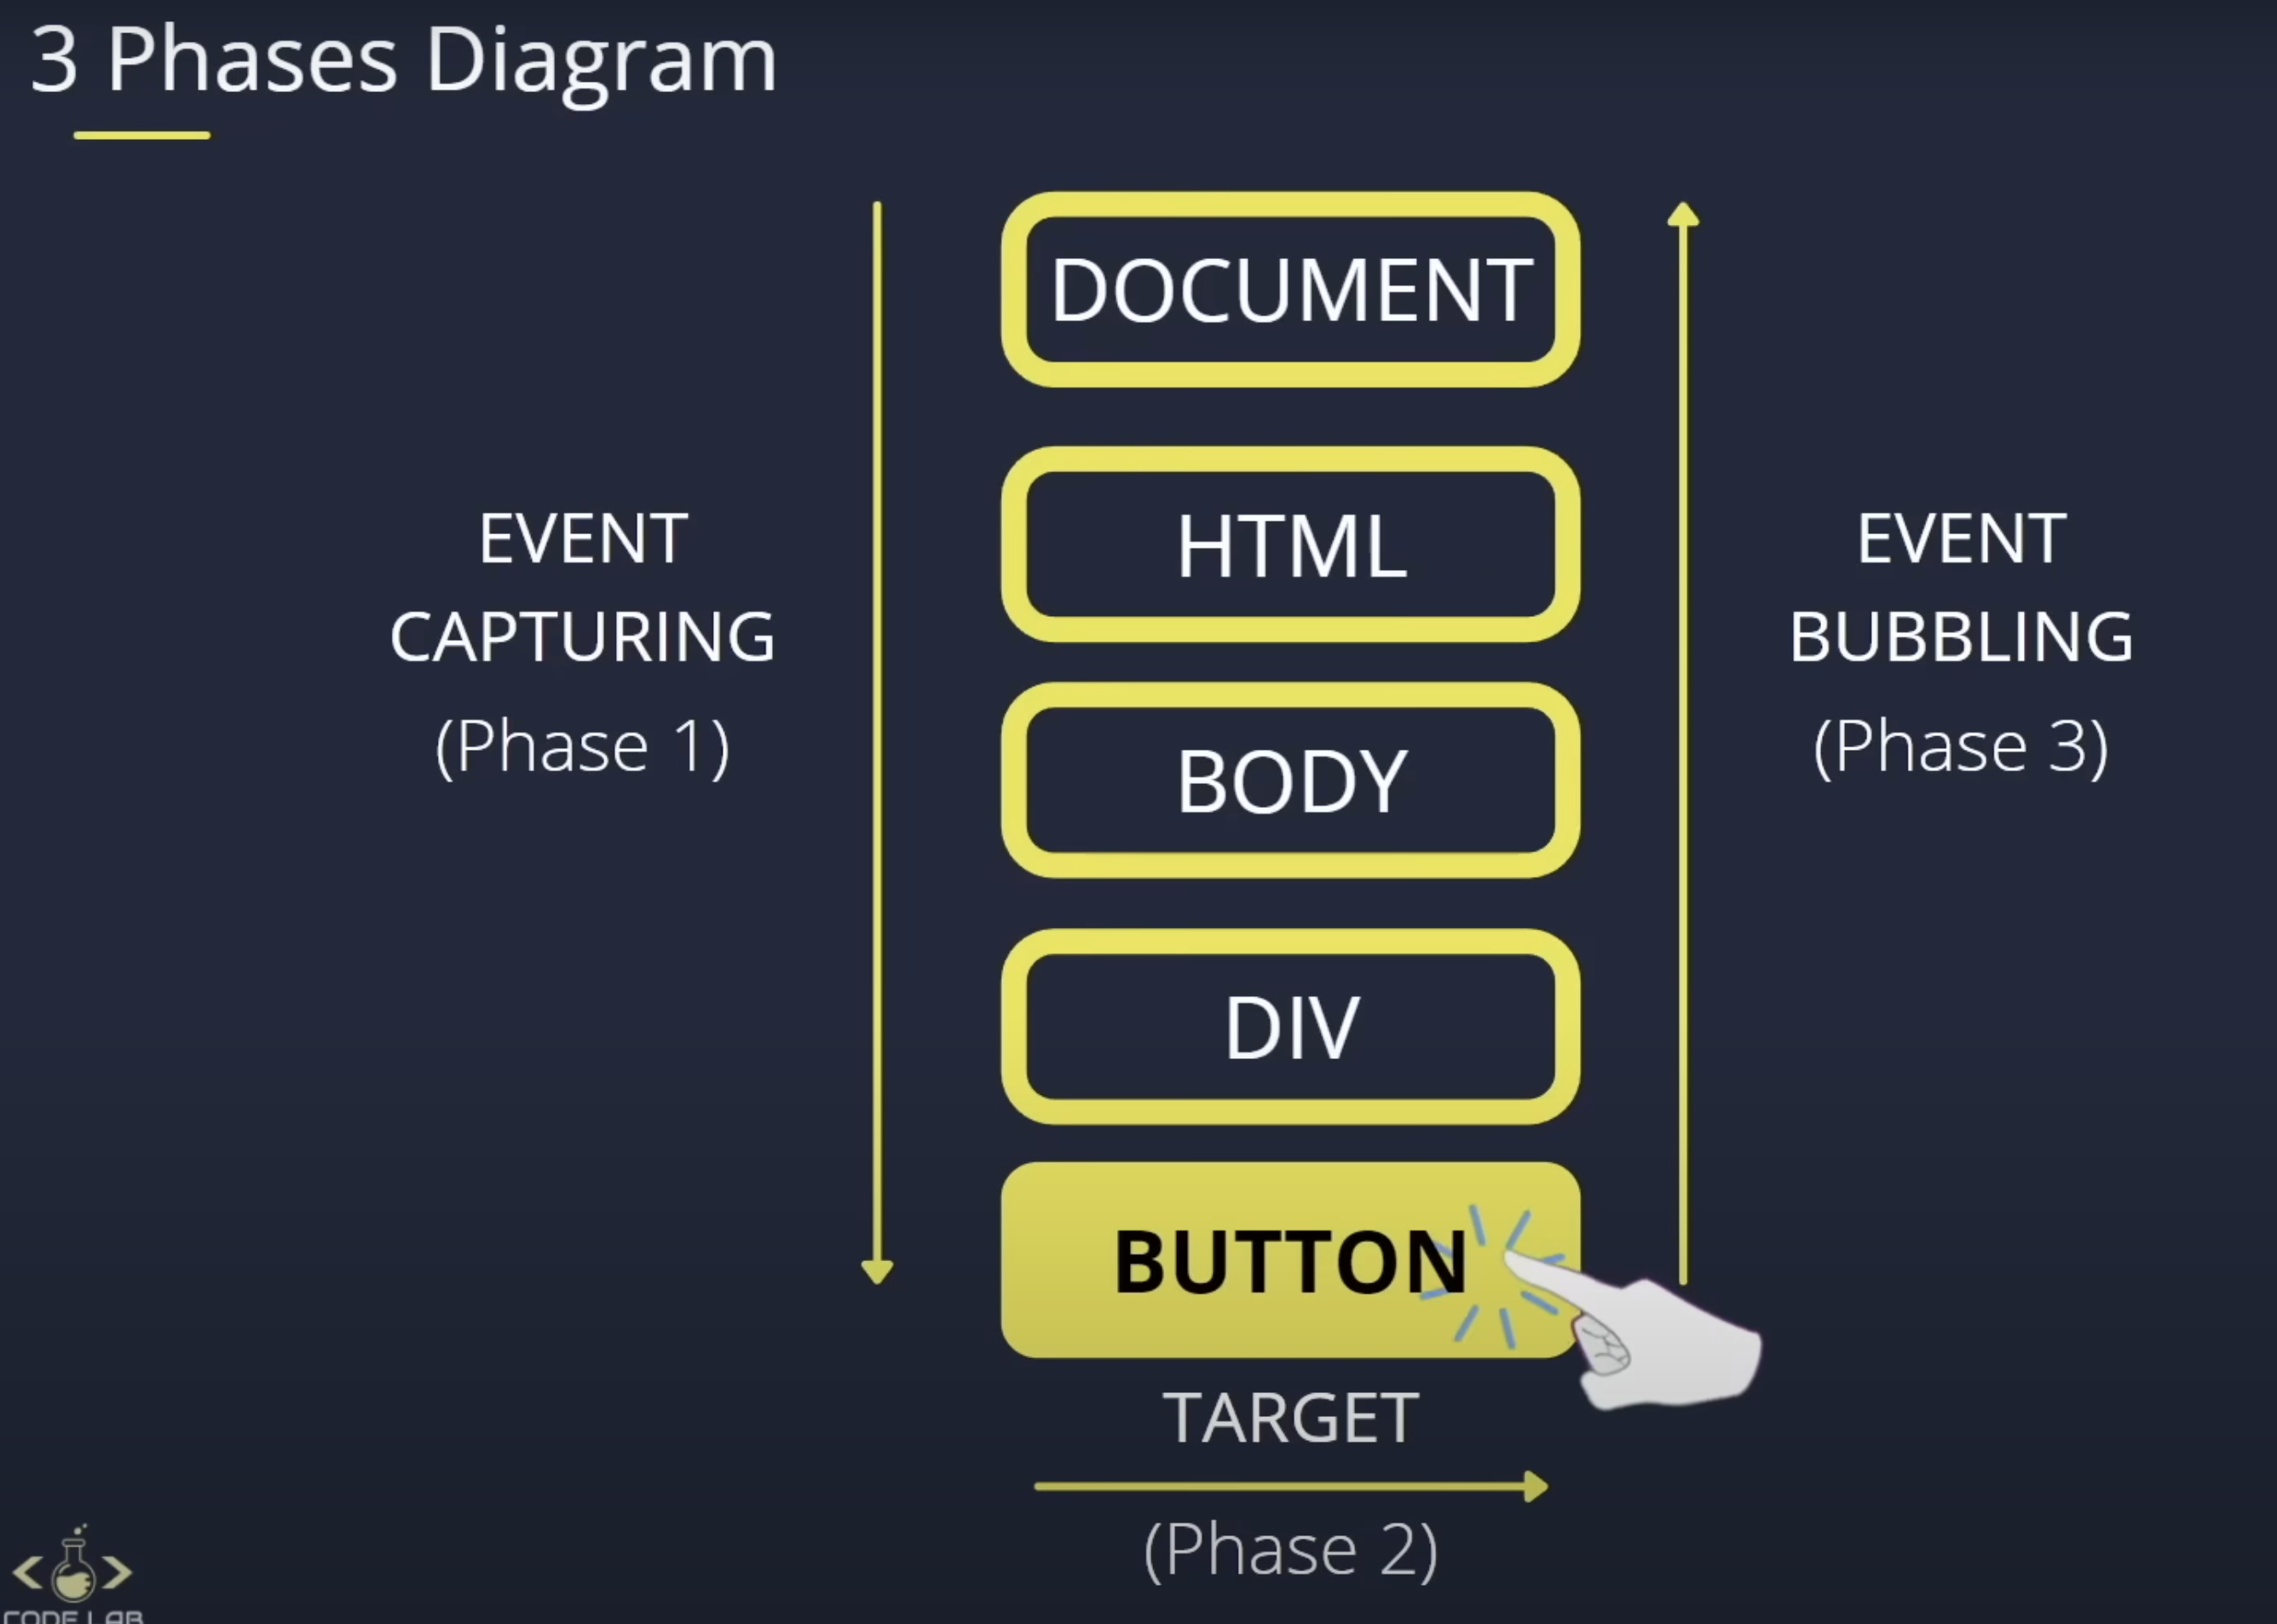 3 Phases Diagram
DOCUMENT
HTML
EVENT
CAPTURING
(Phase 1)
EVENT
BUBBLING
(Phase 3)
BODY
DIV
BUTTON
TARGET
(Phase 2)
CODE LAB